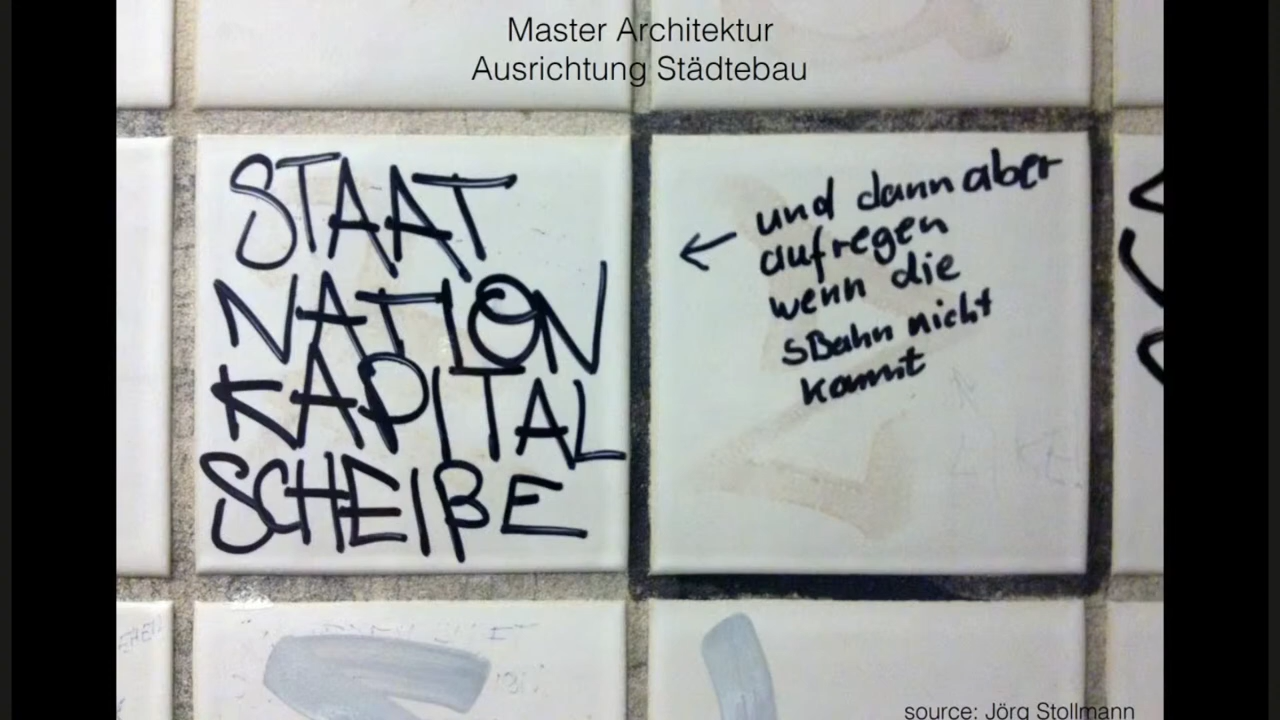 Master Architektur
Ausrichtung Städtebau
STAAT
NATION
KAPITAL
SCHEIßE
← und dann aber
aufregen
wenn die
SBahn nicht
kommt
source: Jörg Stollmann